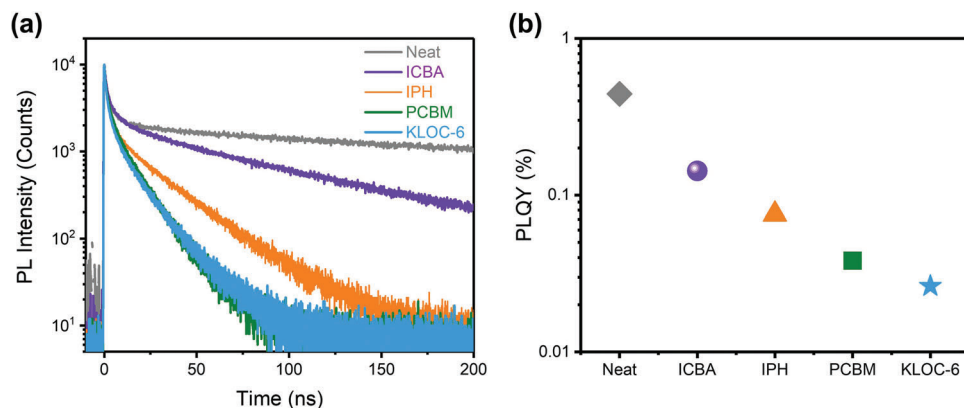 (a)
PL Intensity (Counts)
10⁴
10³
10²
10¹
Neat
ICBA
IPH
PCBM
KLOC-6
0 50 100 150 200
Time (ns)
(b)
PLQY (%)
1
0.1
0.01
Neat ICBA IPH PCBM KLOC-6